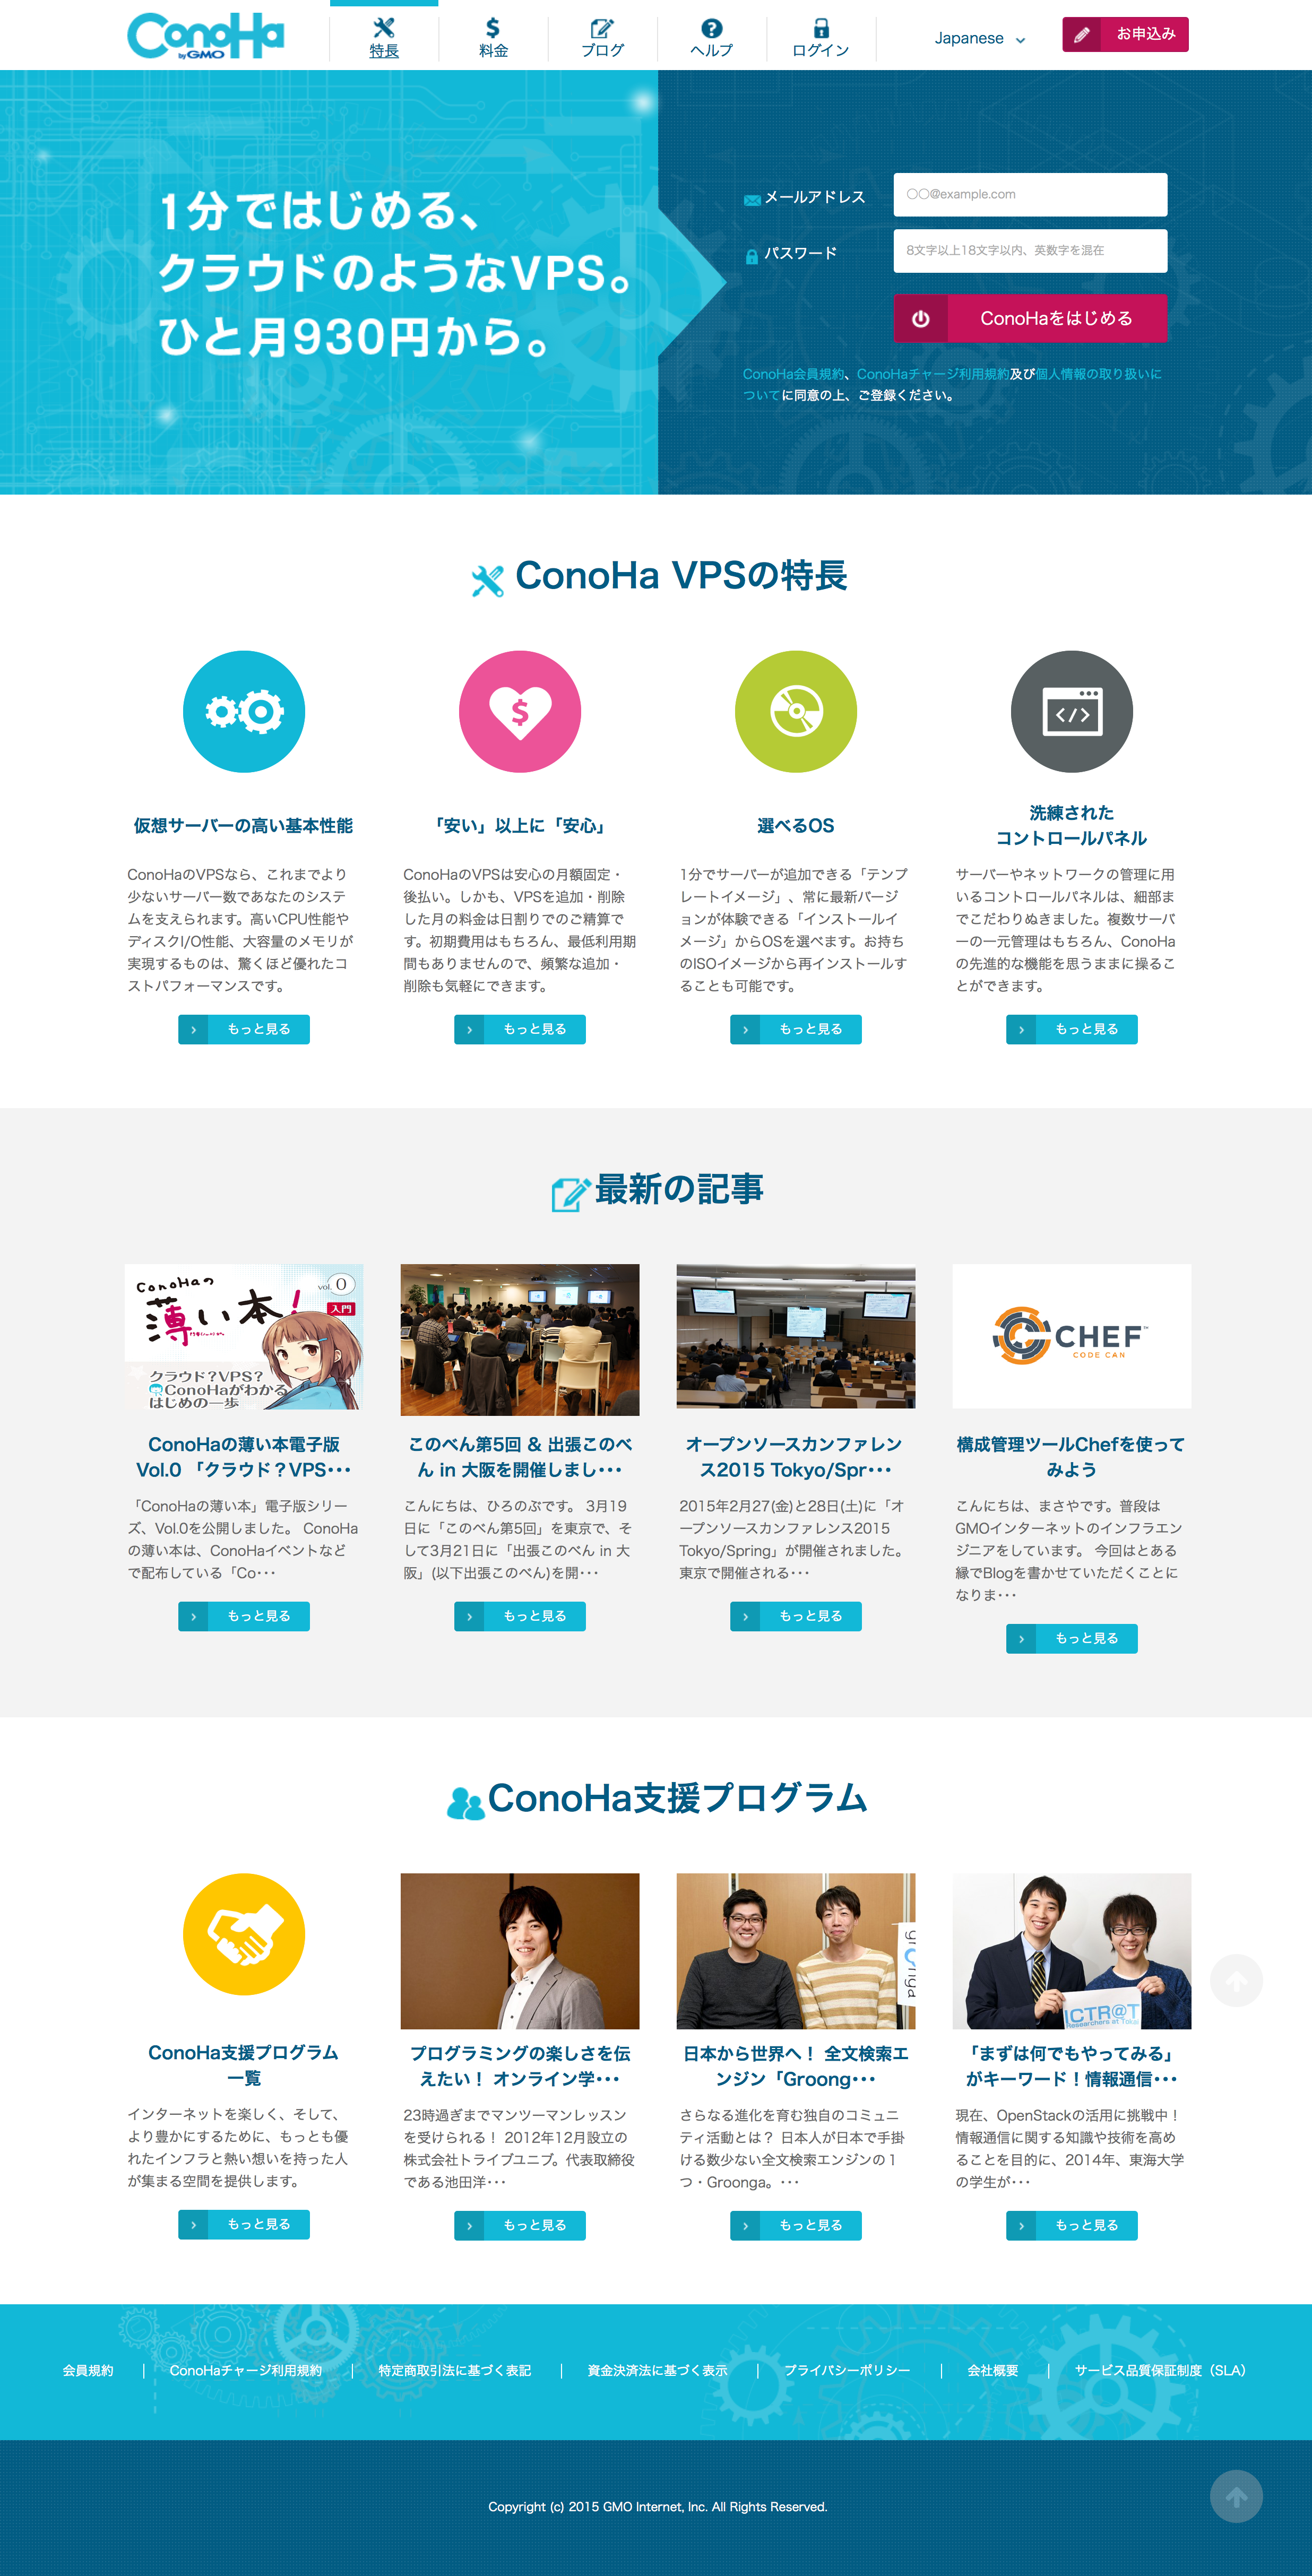 ConoHa
by GMO
特長
料金
ブログ
ヘルプ
ログイン
Japanese
お申込み
1分ではじめる、
クラウドのようなVPS。
ひと月930円から。
メールアドレス
〇〇@example.com
パスワード
8文字以上18文字以内、英数字を混在
ConoHaをはじめる
ConoHa会員規約、ConoHaチャージ利用規約及び個人情報の取り扱いに
ついてに同意の上、ご登録ください。
ConoHa VPSの特長
仮想サーバーの高い基本性能
ConoHaのVPSなら、これまでより
少ないサーバー数であなたのシステ
ムを支えられます。高いCPU性能や
ディスクI/O性能、大容量のメモリが
実現するものは、驚くほど優れたコ
ストパフォーマンスです。
もっと見る
「安い」以上に「安心」
ConoHaのVPSは安心の月額固定・
後払い。しかも、VPSを追加・削除
した月の料金は日割りでのご精算で
す。初期費用はもちろん、最低利用期
間もありませんので、頻繁な追加・
削除も気軽にできます。
もっと見る
選べるOS
1分でサーバーが追加できる「テンプ
レートイメージ」、常に最新バージ
ョンが体験できる「インストールイ
メージ」からOSを選べます。お持ち
のISOイメージから再インストールす
ることも可能です。
もっと見る
洗練された
コントロールパネル
サーバーやネットワークの管理に用
いるコントロールパネルは、細部ま
でこだわりぬきました。複数サーバ
ーの一元管理はもちろん、ConoHa
の先進的な機能を思うままに操るこ
とができます。
もっと見る
最新の記事
ConoHaの
薄い本!
vol. 0
入門
クラウド?VPS?
ConoHaがわかる
はじめの一歩
ConoHaの薄い本電子版
Vol.0 「クラウド？VPS･･･
「ConoHaの薄い本」電子版シリー
ズ、Vol.0を公開しました。 ConoHa
の薄い本は、ConoHaイベントなど
で配布している「Co･･･
もっと見る
このべん第5回 & 出張このべ
ん in 大阪を開催しまし･･･
こんにちは、ひろのぶです。 3月19
日に「このべん第5回」を東京で、そ
して3月21日に「出張このべん in 大
阪」(以下出張このべん)を開･･･
もっと見る
オープンソースカンファレン
ス2015 Tokyo/Spr･･･
2015年2月27(金)と28日(土)に「オ
ープンソースカンファレンス2015
Tokyo/Spring」が開催されました。
東京で開催される･･･
もっと見る
CHEF
CODE CAN
構成管理ツールChefを使って
みよう
こんにちは、まさやです。普段は
GMOインターネットのインフラエン
ジニアをしています。 今回はとある
縁でBlogを書かせていただくことに
なりま･･･
もっと見る
ConoHa支援プログラム
ConoHa支援プログラム
一覧
インターネットを楽しく、そして、
より豊かにするために、もっとも優
れたインフラと熱い想いを持った人
が集まる空間を提供します。
もっと見る
プログラミングの楽しさを伝
えたい！ オンライン学･･･
23時過ぎまでマンツーマンレッスン
を受けられる！ 2012年12月設立の
株式会社トライブユニブ。代表取締役
である池田洋･･･
もっと見る
日本から世界へ！ 全文検索エ
ンジン「Groong･･･
さらなる進化を育む独自のコミュニ
ティ活動とは？ 日本人が日本で手掛
ける数少ない全文検索エンジンの１
つ・Groonga。･･･
もっと見る
ICTR@T
「まずは何でもやってみる」
がキーワード！情報通信･･･
現在、OpenStackの活用に挑戦中！
情報通信に関する知識や技術を高め
ることを目的に、2014年、東海大学
の学生が･･･
もっと見る
会員規約
ConoHaチャージ利用規約
特定商取引法に基づく表記
資金決済法に基づく表示
プライバシーポリシー
会社概要
サービス品質保証制度（SLA）
Copyright (c) 2015 GMO Internet, Inc. All Rights Reserved.